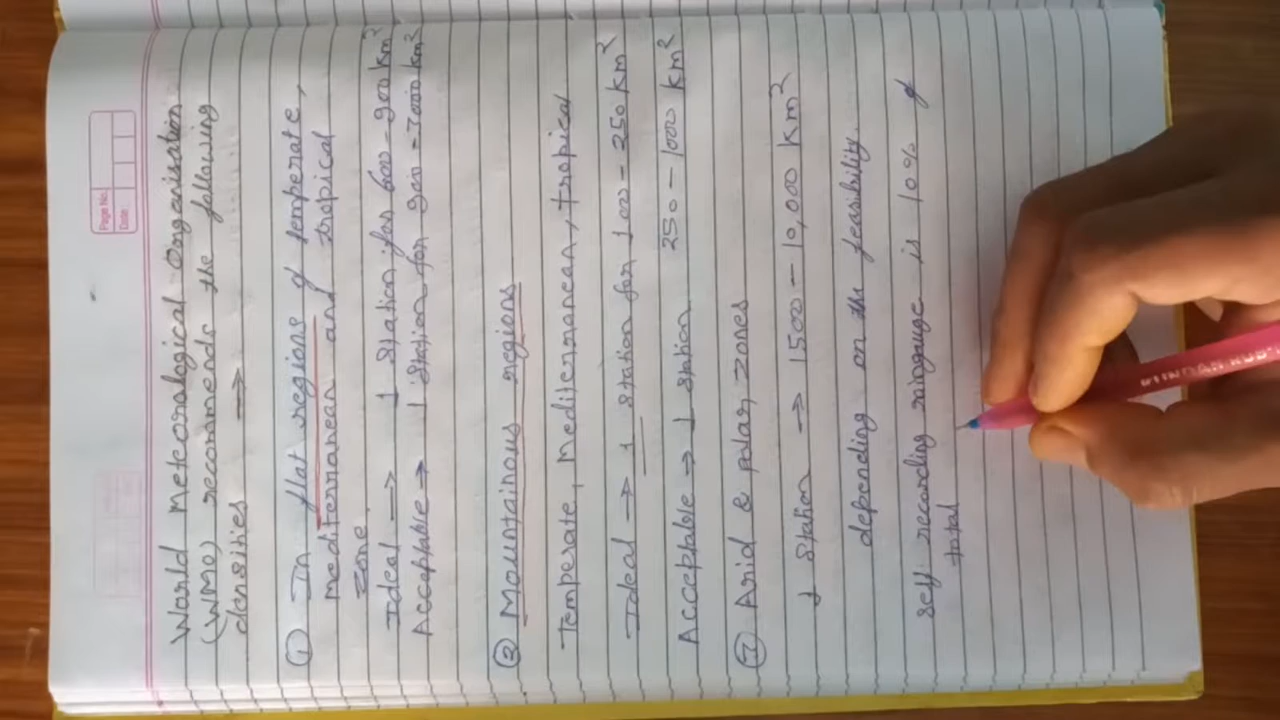 Page No.
Date
World meteorological organisation
(WMO) recommends the following
densities →
① In flat regions of temperate,
mediterranean and tropical
zone.
Ideal → 1 station for 600 - 900 km²
Acceptable → 1 station for 900 - 3000 km²
② Mountainous regions
Temperate, Mediterranean, tropical
Ideal → 1 station for 100 - 250 km²
Acceptable → 1 station 250 - 1000 km²
③ Arid & polar, zones
1 Station → 1500 - 10,000 km²
depending on the feasibility.
self recording raingauge is 10% of
total